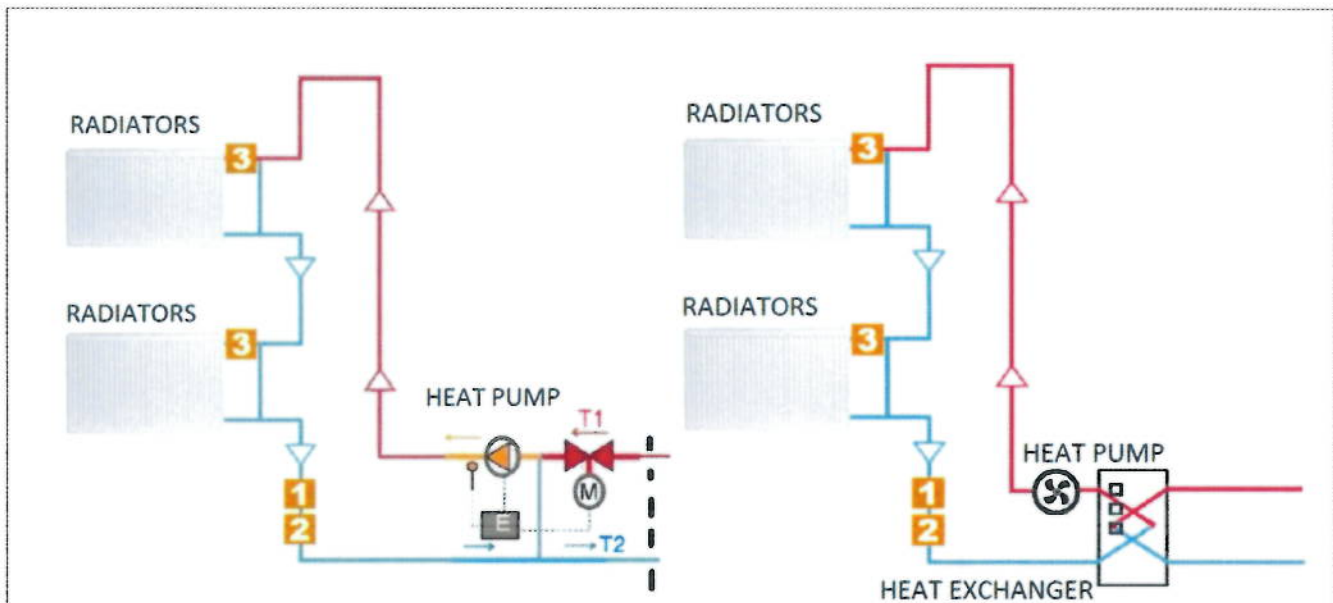 RADIATORS
3
RADIATORS
3
HEAT PUMP
T1
M
E
T2
1
2
RADIATORS
3
RADIATORS
3
HEAT PUMP
1
2
HEAT EXCHANGER